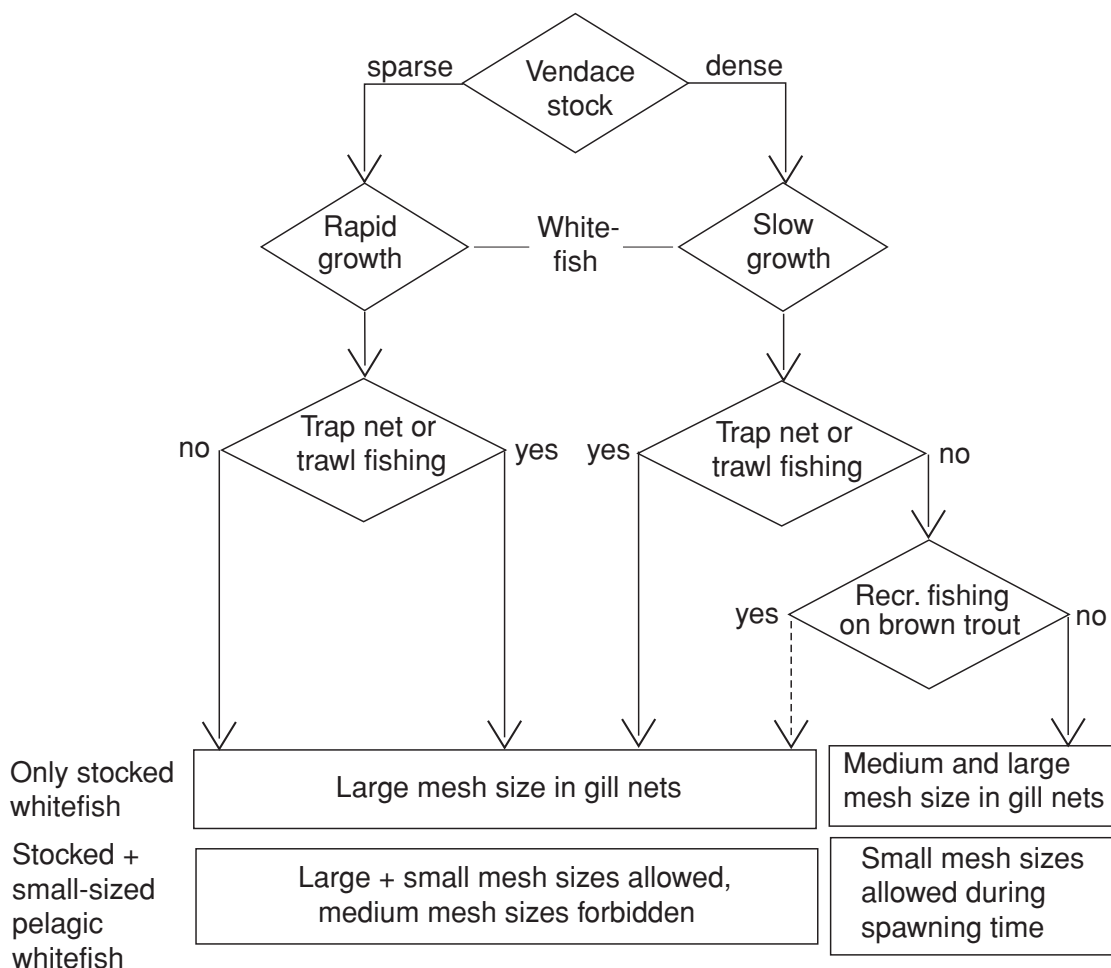 sparse
Vendace
stock
dense
Rapid
growth
White-
fish
Slow
growth
no
Trap net or
trawl fishing
yes
yes
Trap net or
trawl fishing
no
yes
Recr. fishing
on brown trout
no
Only stocked
whitefish
Large mesh size in gill nets
Medium and large
mesh size in gill nets
Stocked +
small-sized
pelagic
whitefish
Large + small mesh sizes allowed,
medium mesh sizes forbidden
Small mesh sizes
allowed during
spawning time